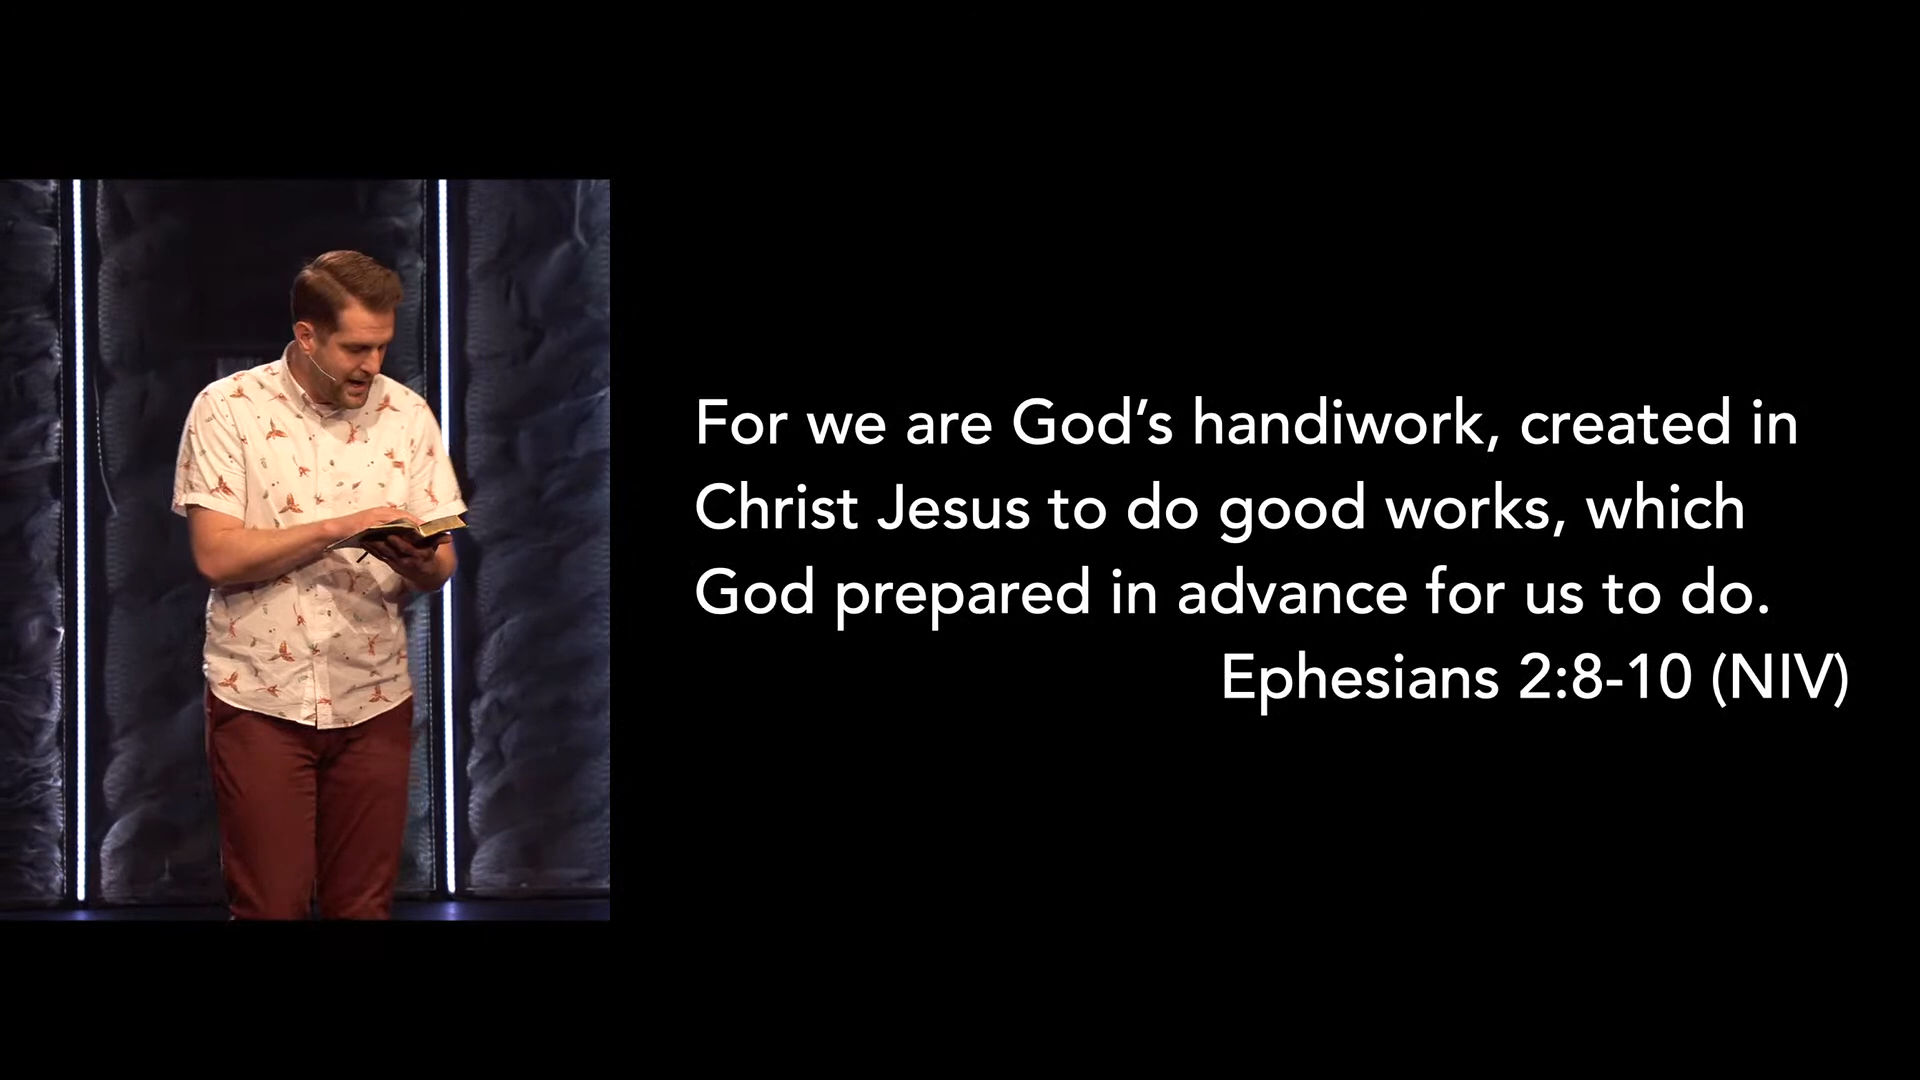 For we are God’s handiwork, created in
Christ Jesus to do good works, which
God prepared in advance for us to do.
Ephesians 2:8-10 (NIV)